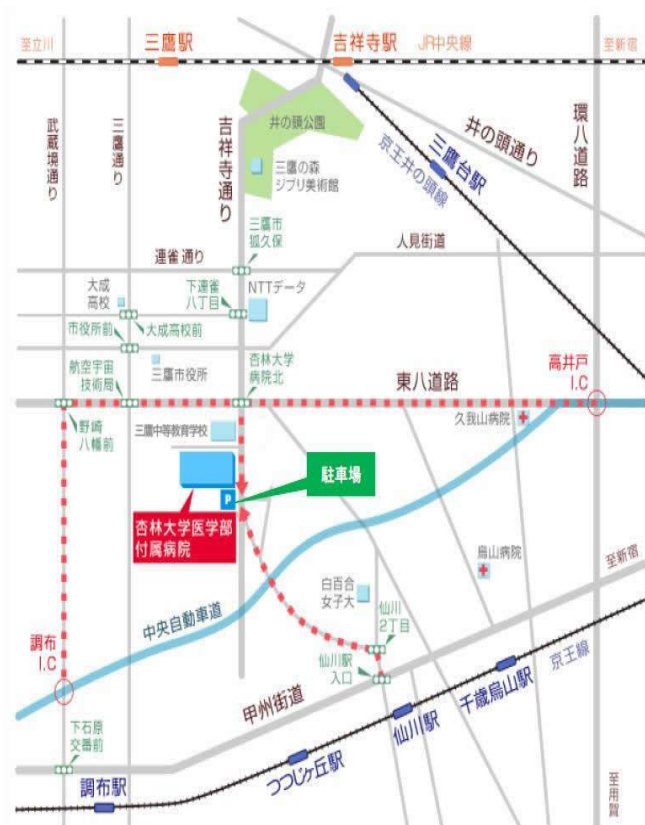 至立川
三鷹駅
吉祥寺駅
JR中央線
至新宿
武蔵境通り
三鷹通り
吉祥寺通り
井の頭公園
三鷹の森
ジブリ美術館
三鷹台駅
京王井の頭線
井の頭通り
環八道路
三鷹市
狐久保
連雀通り
人見街道
大成
高校
下連雀
八丁目
NTTデータ
市役所前
大成高校前
航空宇宙
技術局
三鷹市役所
杏林大学
病院北
東八道路
高井戸
I.C
野崎
八幡前
三鷹中等教育学校
久我山病院
駐車場
P
杏林大学医学部
付属病院
烏山病院
至新宿
中央自動車道
白百合
女子大
仙川
2丁目
調布
I.C
仙川駅
入口
甲州街道
京王線
千歳烏山駅
仙川駅
つつじヶ丘駅
下石原
交番前
調布駅
至用賀